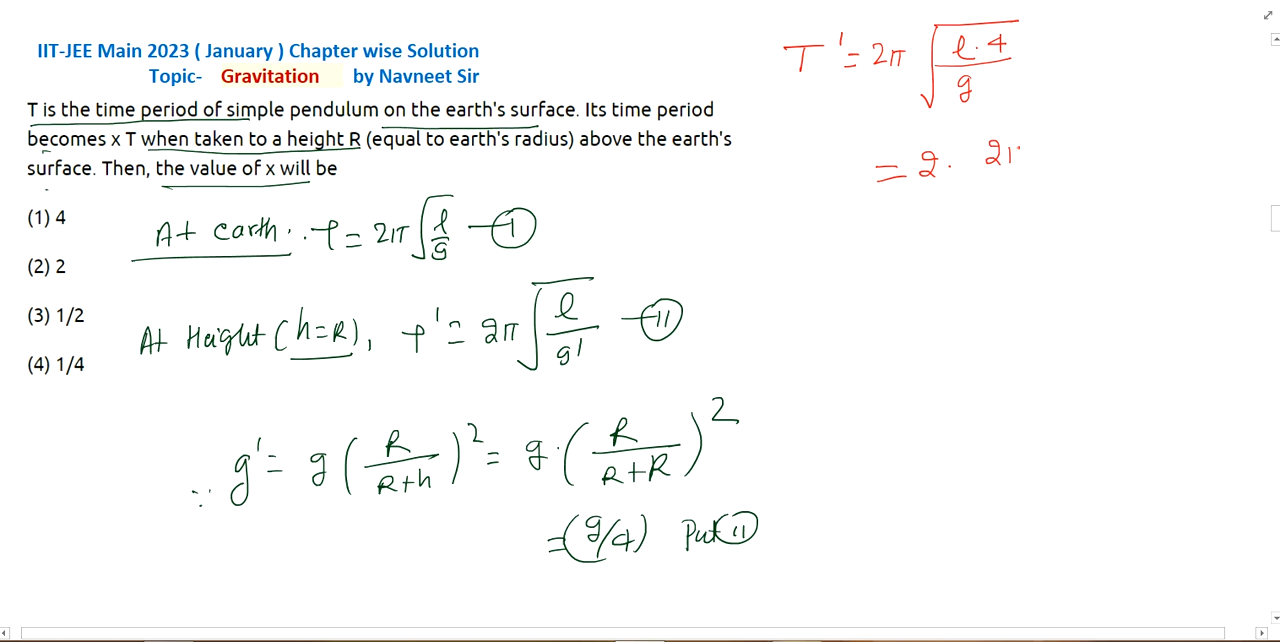 IIT-JEE Main 2023 ( January ) Chapter wise Solution
Topic- Gravitation by Navneet Sir
T is the time period of simple pendulum on the earth's surface. Its time period
becomes x T when taken to a height R (equal to earth's radius) above the earth's
surface. Then, the value of x will be
(1) 4
(2) 2
(3) 1/2
(4) 1/4
At earth T = 2π √(l/g) — (I)
At Height (h=R), T' = 2π √(l/g') — (II)
∵ g' = g (R/(R+h))² = g · (R/(R+R))²
= (g/4) Put (II)
T' = 2π √(l·4/g)
= 2 · 2π